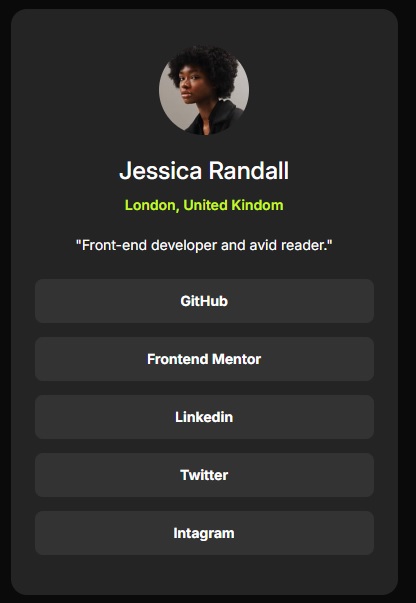 Jessica Randall
London, United Kindom
"Front-end developer and avid reader."
GitHub
Frontend Mentor
Linkedin
Twitter
Intagram